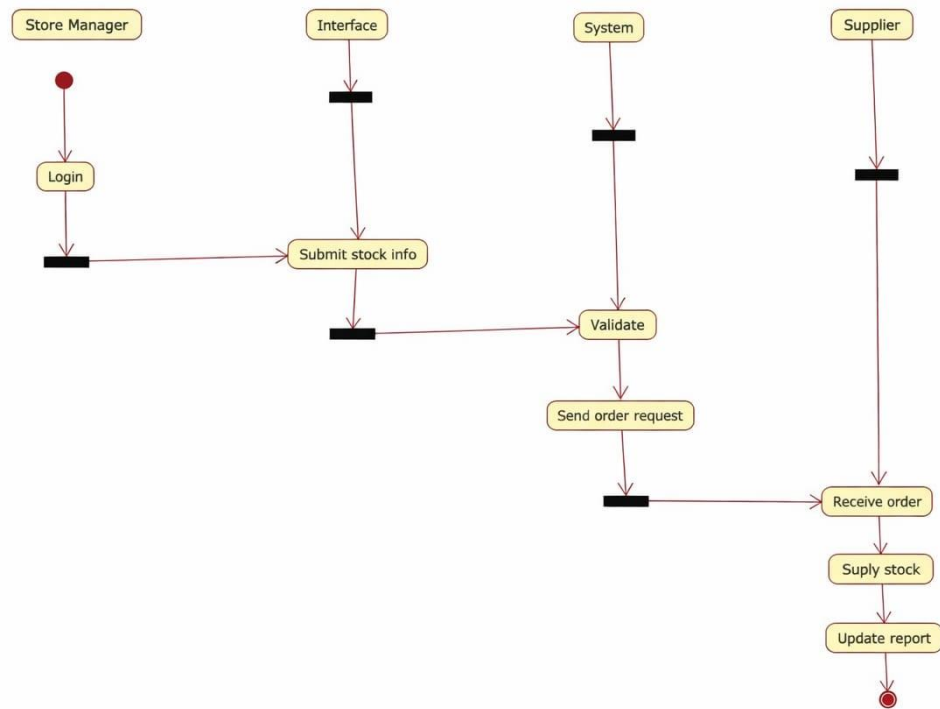 Store Manager
Interface
System
Supplier
Login
Submit stock info
Validate
Send order request
Receive order
Suply stock
Update report